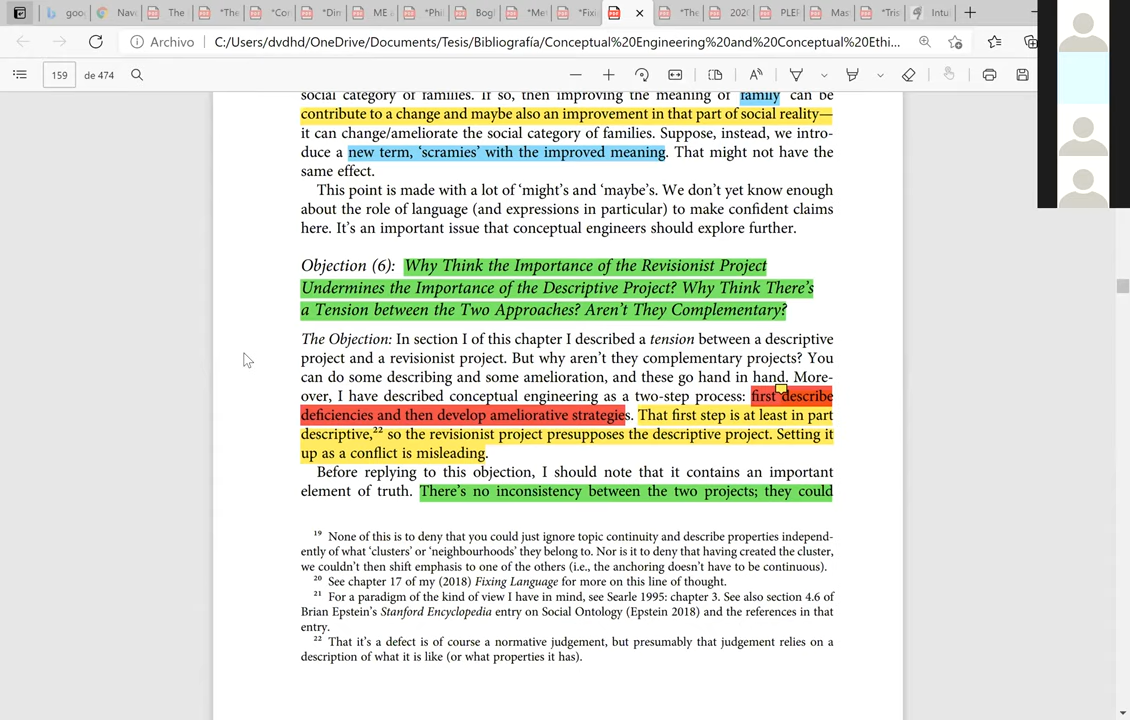 goo
Nav
The
*The
*Cor
*Din
ME a
*Phi
Bog
*Me
*Fixi
*The
2020
PLEF
Mas
*Tris
Intu
Archivo
C:/Users/dvdhd/OneDrive/Documents/Tesis/Bibliografía/Conceptual%20Engineering%20and%20Conceptual%20Ethi...
159
de 474
social category of families. If so, then improving the meaning of ‘family’ can be
contribute to a change and maybe also an improvement in that part of social reality—
it can change/ameliorate the social category of families. Suppose, instead, we intro-
duce a new term, ‘scramies’ with the improved meaning. That might not have the
same effect.
This point is made with a lot of ‘might’s and ‘maybe’s. We don’t yet know enough
about the role of language (and expressions in particular) to make confident claims
here. It’s an important issue that conceptual engineers should explore further.
Objection (6): Why Think the Importance of the Revisionist Project
Undermines the Importance of the Descriptive Project? Why Think There’s
a Tension between the Two Approaches? Aren’t They Complementary?
The Objection: In section I of this chapter I described a tension between a descriptive
project and a revisionist project. But why aren’t they complementary projects? You
can do some describing and some amelioration, and these go hand in hand. More-
over, I have described conceptual engineering as a two-step process: first describe
deficiencies and then develop ameliorative strategies. That first step is at least in part
descriptive,²² so the revisionist project presupposes the descriptive project. Setting it
up as a conflict is misleading.
Before replying to this objection, I should note that it contains an important
element of truth. There’s no inconsistency between the two projects; they could
¹⁹ None of this is to deny that you could just ignore topic continuity and describe properties independ-
ently of what ‘clusters’ or ‘neighbourhoods’ they belong to. Nor is it to deny that having created the cluster,
we couldn’t then shift emphasis to one of the others (i.e., the anchoring doesn’t have to be continuous).
²⁰ See chapter 17 of my (2018) Fixing Language for more on this line of thought.
²¹ For a paradigm of the kind of view I have in mind, see Searle 1995: chapter 3. See also section 4.6 of
Brian Epstein’s Stanford Encyclopedia entry on Social Ontology (Epstein 2018) and the references in that
entry.
²² That it’s a defect is of course a normative judgement, but presumably that judgement relies on a
description of what it is like (or what properties it has).